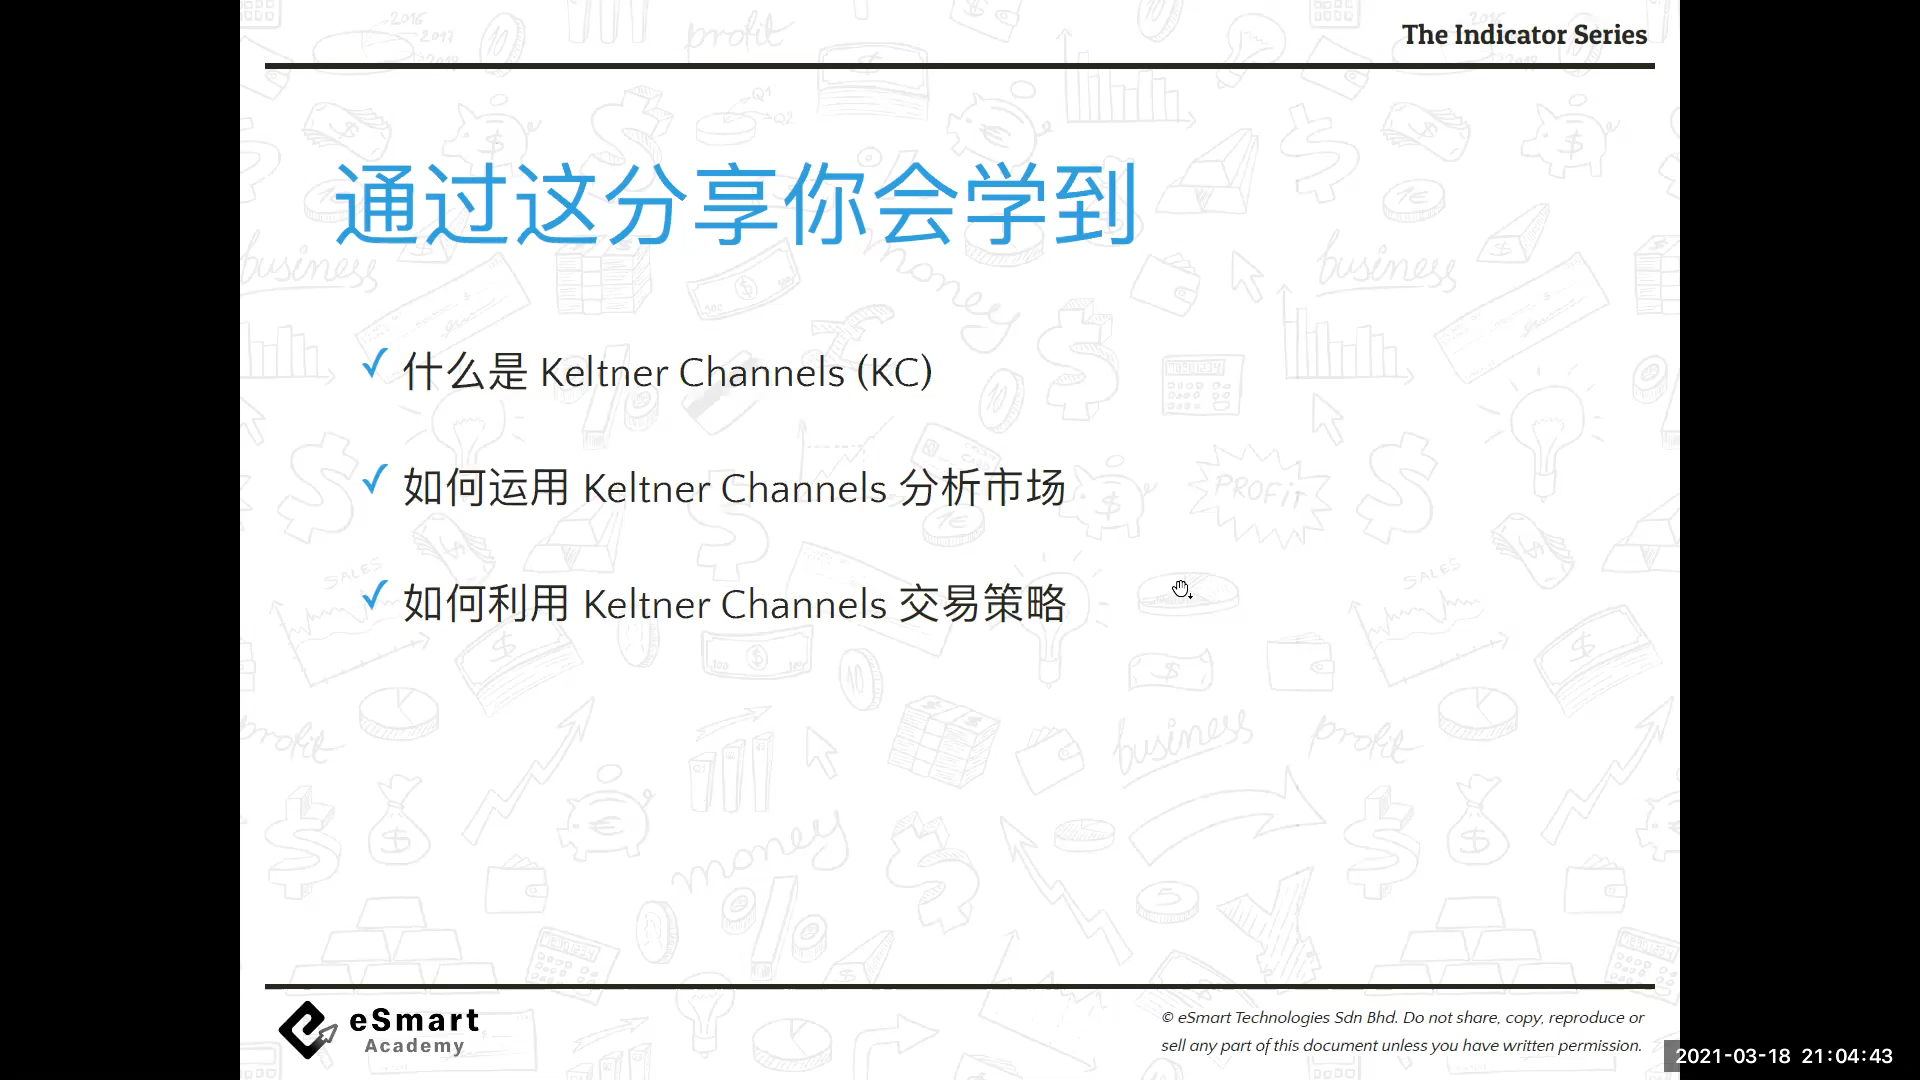 The Indicator Series
通过这分享你会学到
✓ 什么是 Keltner Channels (KC)
✓ 如何运用 Keltner Channels 分析市场
✓ 如何利用 Keltner Channels 交易策略
eSmart
Academy
© eSmart Technologies Sdn Bhd. Do not share, copy, reproduce or
sell any part of this document unless you have written permission.
2021-03-18 21:04:43